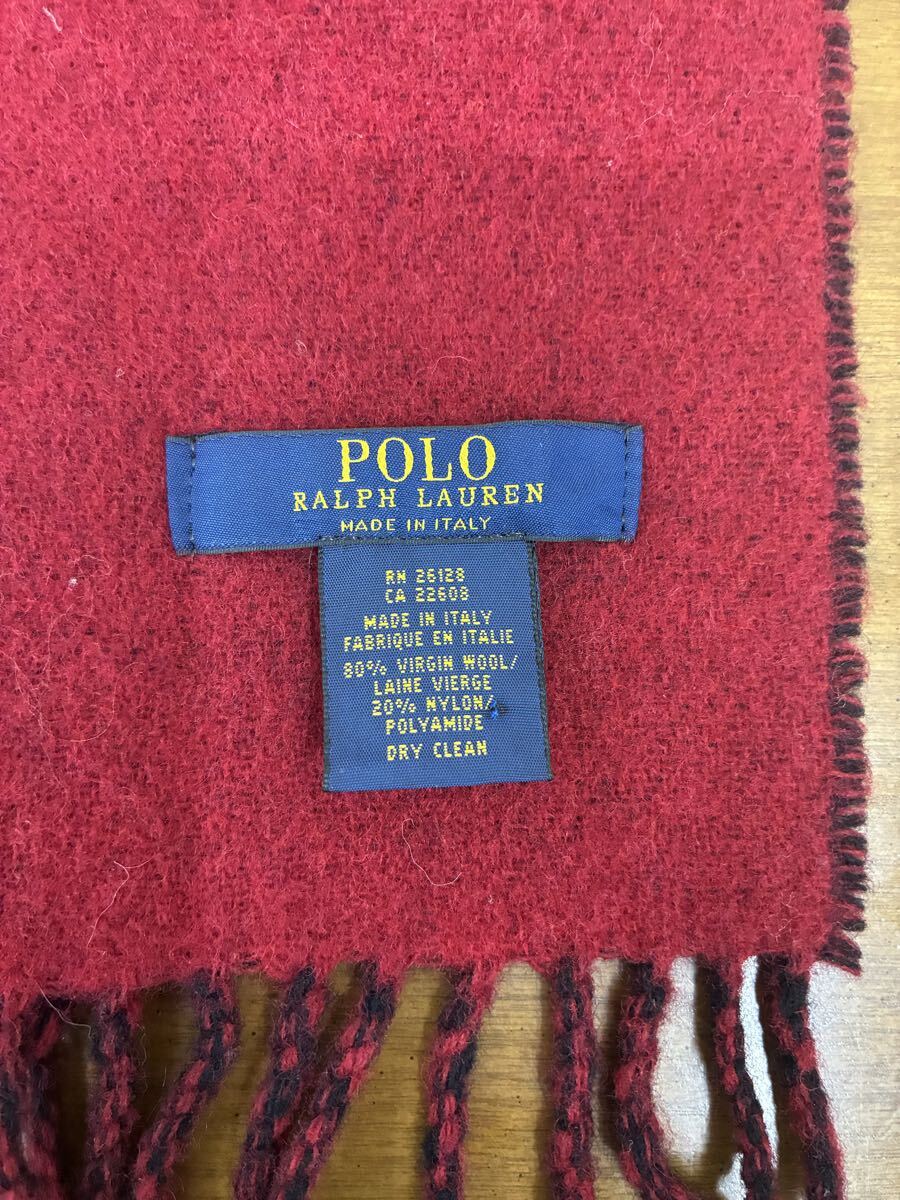 POLO
RALPH LAUREN
MADE IN ITALY
RN 26128
CA 22608
MADE IN ITALY
FABRIQUE EN ITALIE
80% VIRGIN WOOL/
LAINE VIERGE
20% NYLON/
POLYAMIDE
DRY CLEAN